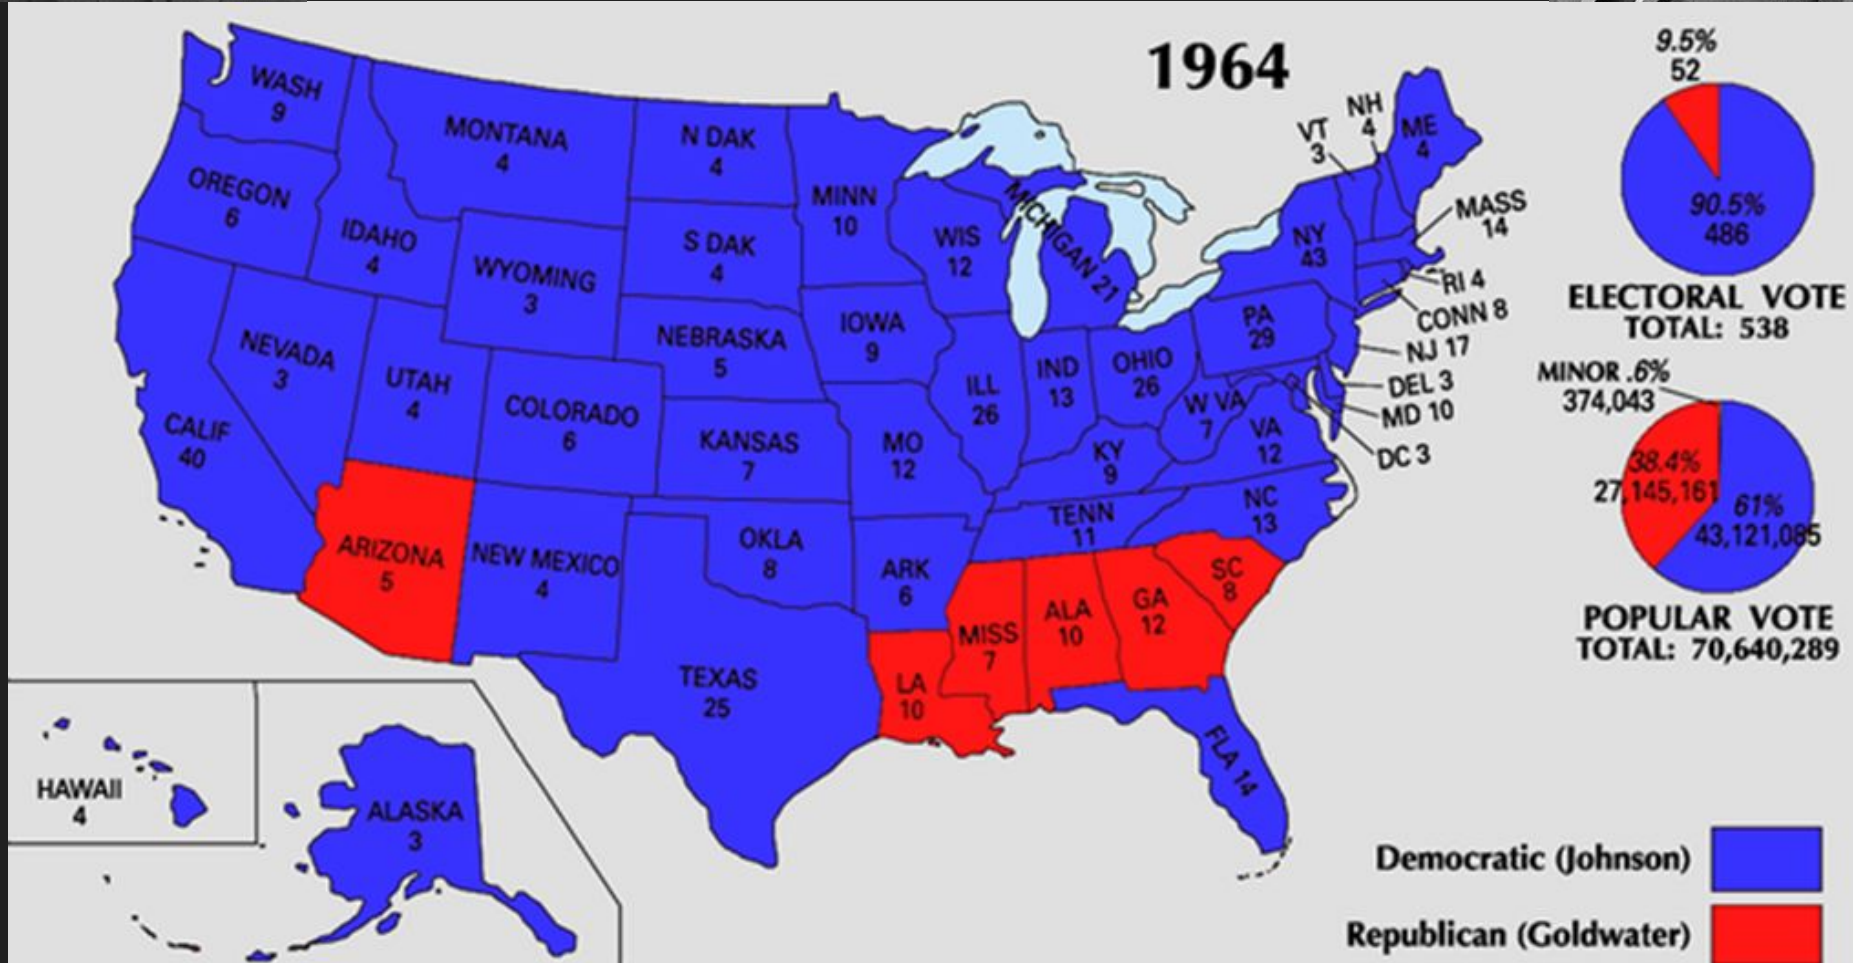 1964
WASH
9
MONTANA
4
N DAK
4
MINN
10
OREGON
6
IDAHO
4
WYOMING
3
S DAK
4
WIS
12
MICHIGAN 21
VT
3
NH
4
ME
4
MASS
14
NY
43
RI 4
CONN 8
NJ 17
DEL 3
MD 10
DC 3
PA
29
NEVADA
3
UTAH
4
COLORADO
6
NEBRASKA
5
IOWA
9
ILL
26
IND
13
OHIO
26
W VA
7
VA
12
CALIF
40
KANSAS
7
MO
12
KY
9
NC
13
TENN
11
ARIZONA
5
NEW MEXICO
4
OKLA
8
ARK
6
SC
8
MISS
7
ALA
10
GA
12
TEXAS
25
LA
10
FLA 14
HAWAII
4
ALASKA
3
9.5%
52
90.5%
486
ELECTORAL VOTE
TOTAL: 538
MINOR .6%
374,043
38.4%
27,145,161
61%
43,121,085
POPULAR VOTE
TOTAL: 70,640,289
Democratic (Johnson)
Republican (Goldwater)